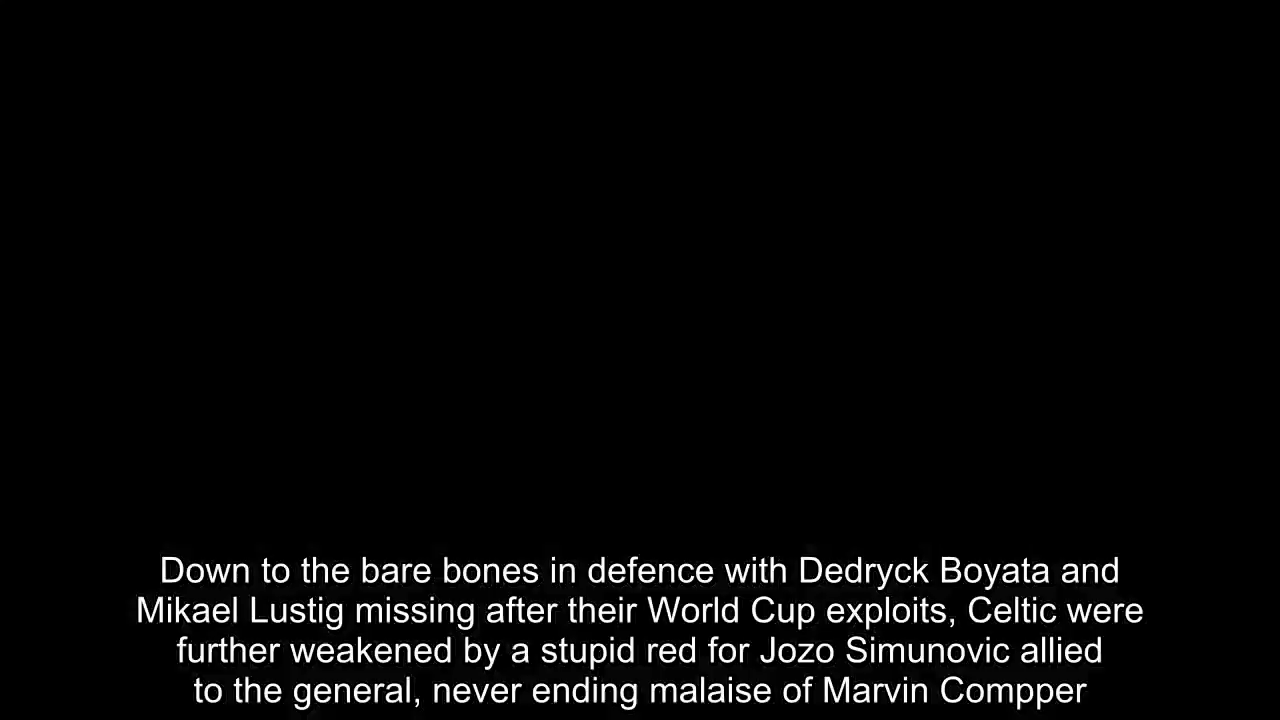 Down to the bare bones in defence with Dedryck Boyata and
Mikael Lustig missing after their World Cup exploits, Celtic were
further weakened by a stupid red for Jozo Simunovic allied
to the general, never ending malaise of Marvin Compper